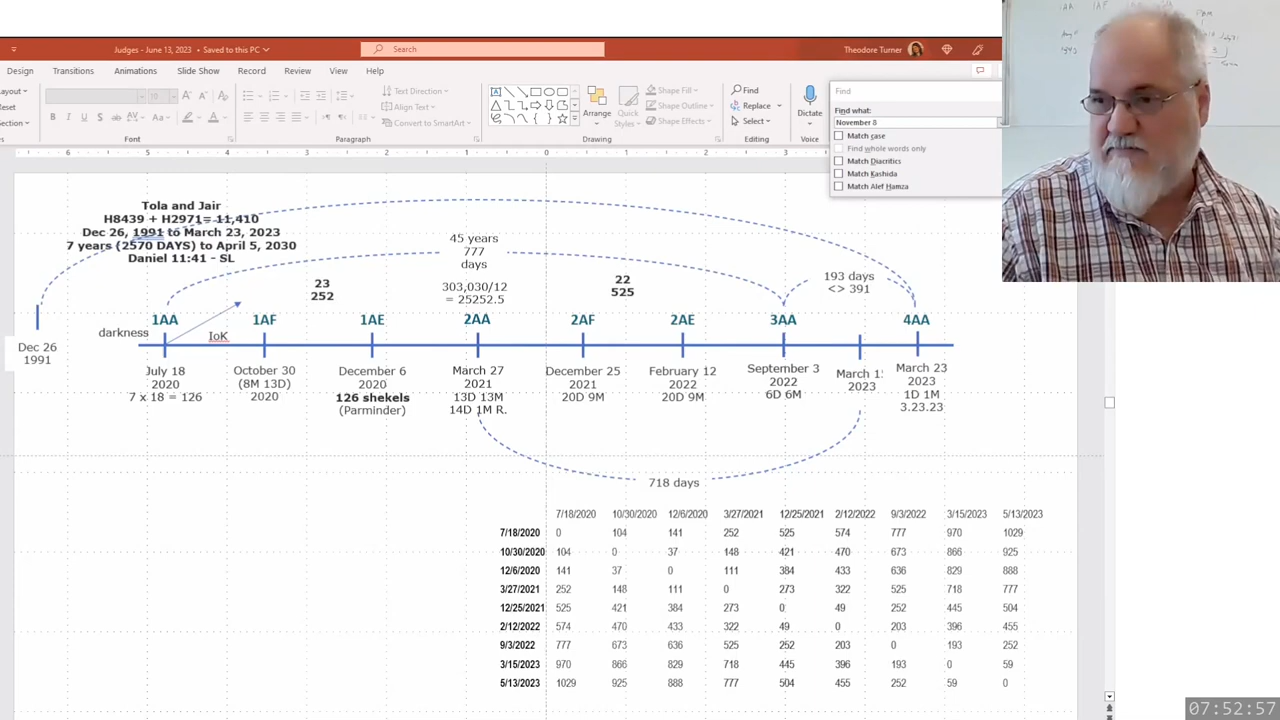 Judges - June 13, 2023 • Saved to this PC
Search
Theodore Turner
Design Transitions Animations Slide Show Record Review View Help
Layout
Reset
Section
Font
Text Direction
Align Text
Convert to SmartArt
Paragraph
Arrange
Quick Styles
Shape Fill
Shape Outline
Shape Effects
Drawing
Find
Replace
Select
Editing
Dictate
Voice
Find
Find what:
November 8
Match case
Find whole words only
Match Diacritics
Match Kashida
Match Alef Hamza
6 5 4 3 2 1 0 1 2 3
Tola and Jair
H8439 + H2971= 11,410
Dec 26, 1991 to March 23, 2023
7 years (2570 DAYS) to April 5, 2030
Daniel 11:41 - SL
45 years
777
days
303,030/12
= 25252.5
23
252
22
525
193 days
<> 391
darkness
IoK
1AA 1AF 1AE 2AA 2AF 2AE 3AA 4AA
Dec 26
1991
July 18
2020
7 x 18 = 126
October 30
(8M 13D)
2020
December 6
2020
126 shekels
(Parminder)
March 27
2021
13D 13M
14D 1M R.
December 25
2021
20D 9M
February 12
2022
20D 9M
September 3
2022
6D 6M
March 15
2023
March 23
2023
1D 1M
3.23.23
718 days
7/18/2020 10/30/2020 12/6/2020 3/27/2021 12/25/2021 2/12/2022 9/3/2022 3/15/2023 5/13/2023
7/18/2020 0 104 141 252 525 574 777 970 1029
10/30/2020 104 0 37 148 421 470 673 866 925
12/6/2020 141 37 0 111 384 433 636 829 888
3/27/2021 252 148 111 0 273 322 525 718 777
12/25/2021 525 421 384 273 0 49 252 445 504
2/12/2022 574 470 433 322 49 0 203 396 455
9/3/2022 777 673 636 525 252 203 0 193 252
3/15/2023 970 866 829 718 445 396 193 0 59
5/13/2023 1029 925 888 777 504 455 252 59 0
07:52:57